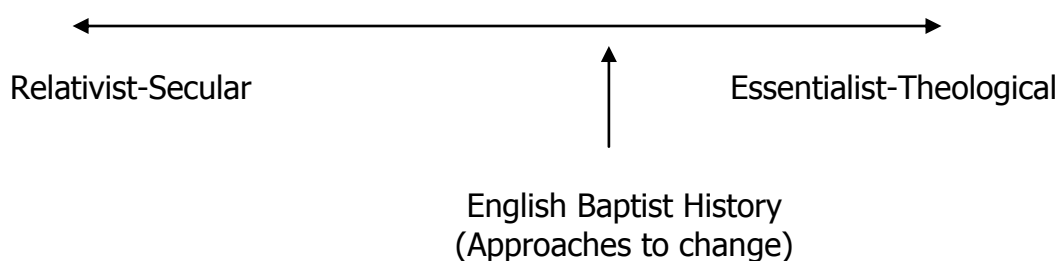 Relativist-Secular
Essentialist-Theological
English Baptist History
(Approaches to change)